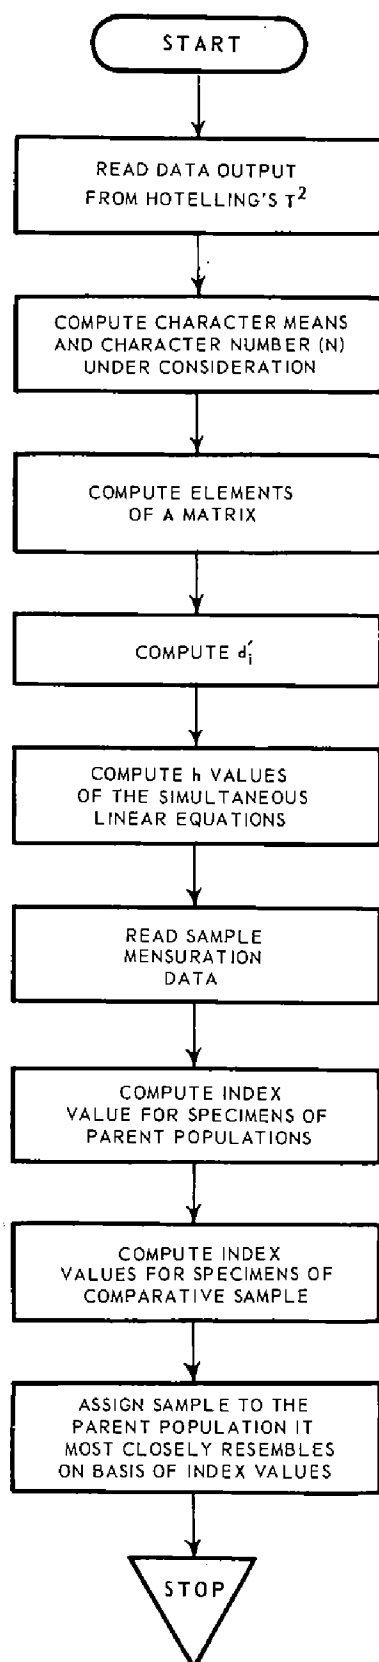 START
READ DATA OUTPUT
FROM HOTELLING'S T²
COMPUTE CHARACTER MEANS
AND CHARACTER NUMBER (N)
UNDER CONSIDERATION
COMPUTE ELEMENTS
OF A MATRIX
COMPUTE d′i
COMPUTE h VALUES
OF THE SIMULTANEOUS
LINEAR EQUATIONS
READ SAMPLE
MENSURATION
DATA
COMPUTE INDEX
VALUE FOR SPECIMENS OF
PARENT POPULATIONS
COMPUTE INDEX
VALUES FOR SPECIMENS OF
COMPARATIVE SAMPLE
ASSIGN SAMPLE TO THE
PARENT POPULATION IT
MOST CLOSELY RESEMBLES
ON BASIS OF INDEX VALUES
STOP